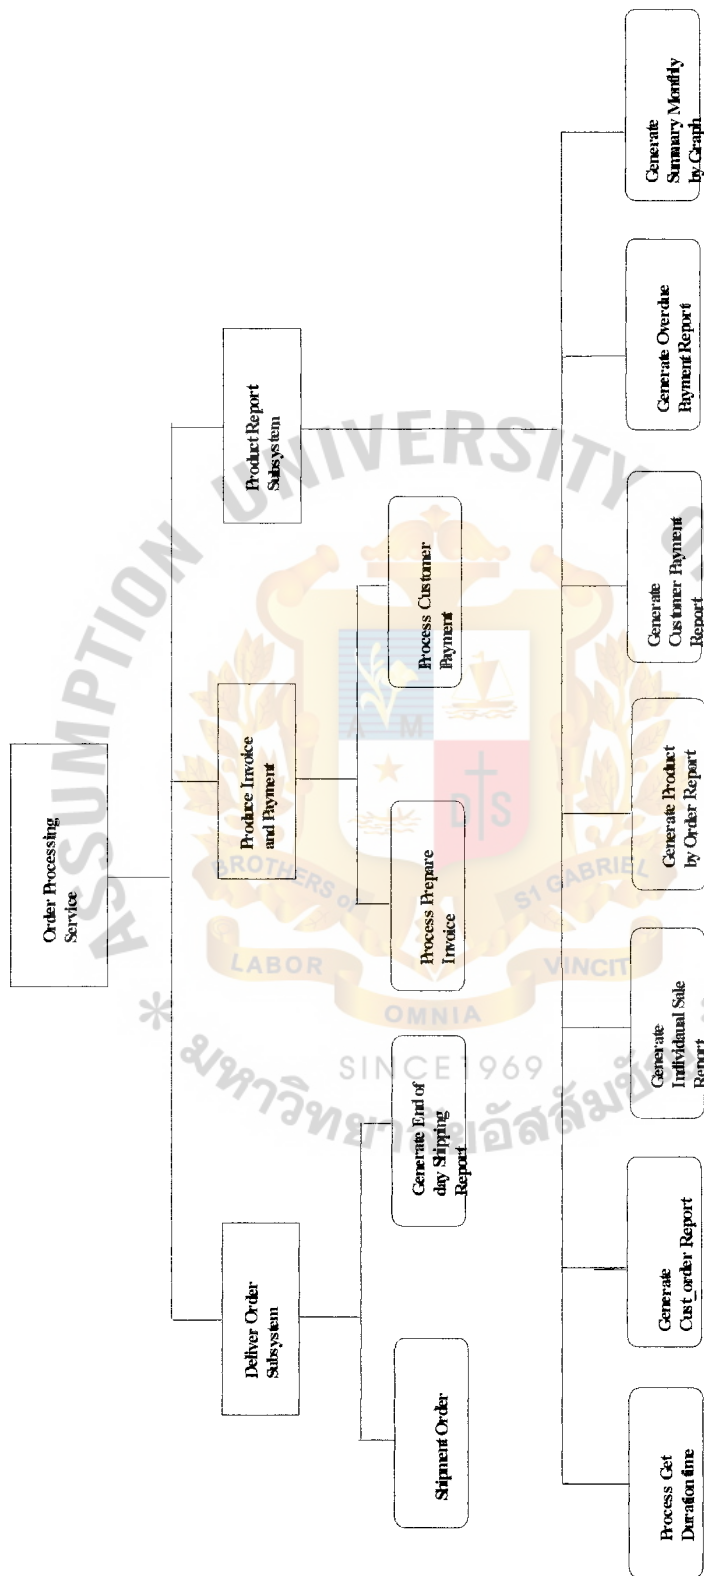 Order Processing
Service
Deliver Order
Subsystem
Produce Invoice
and Payment
Product Report
Subsystem
Shipment Order
Generate End of
day Shipping
Report
Process Prepare
Invoice
Process Customer
Payment
Process Get
Duration time
Generate
Cust_order Report
Generate
Individaual Sale
Report
Generate Product
by Order Report
Generate
Customer Payment
Report
Generate Overdue
Payment Report
Generate
Summary Monthly
by Graph
ASSUMPTION UNIVERSITY
A M
D S
BROTHERS of
ST GABRIEL
LABOR
OMNIA
VINCIT
SINCE 1969